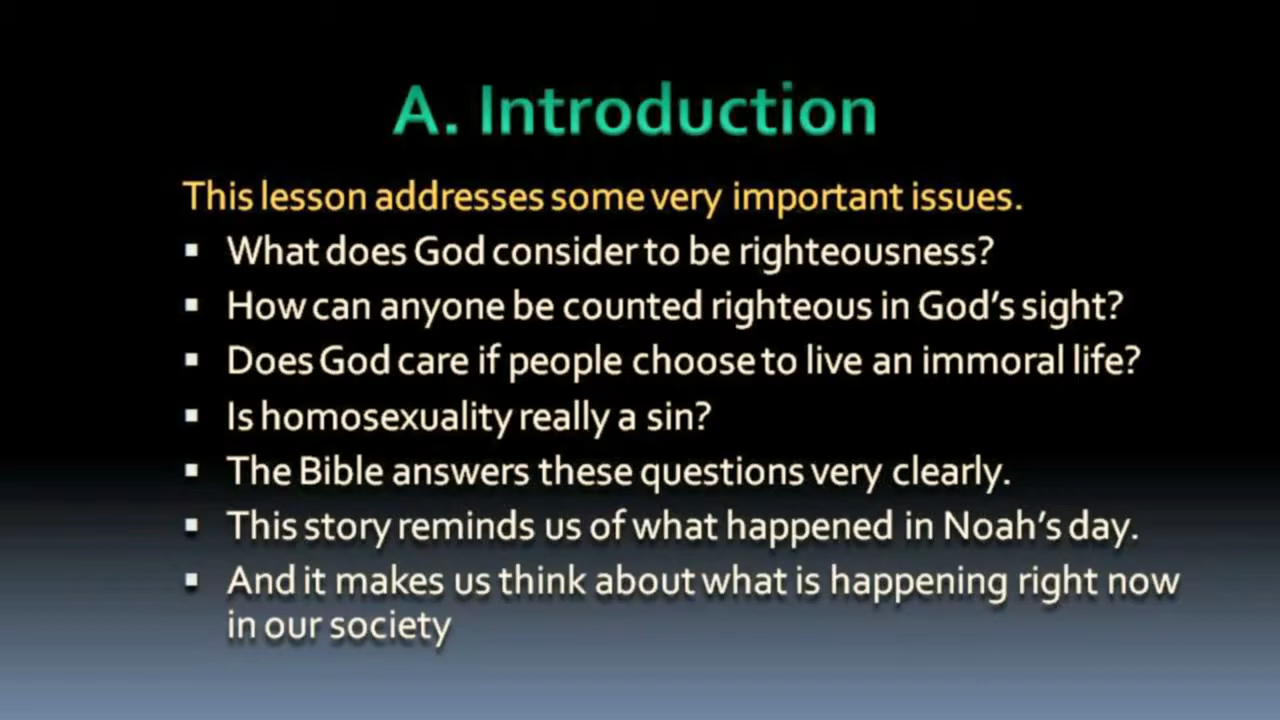 A. Introduction
This lesson addresses some very important issues.
▪ What does God consider to be righteousness?
▪ How can anyone be counted righteous in God's sight?
▪ Does God care if people choose to live an immoral life?
▪ Is homosexuality really a sin?
▪ The Bible answers these questions very clearly.
▪ This story reminds us of what happened in Noah's day.
▪ And it makes us think about what is happening right now
in our society